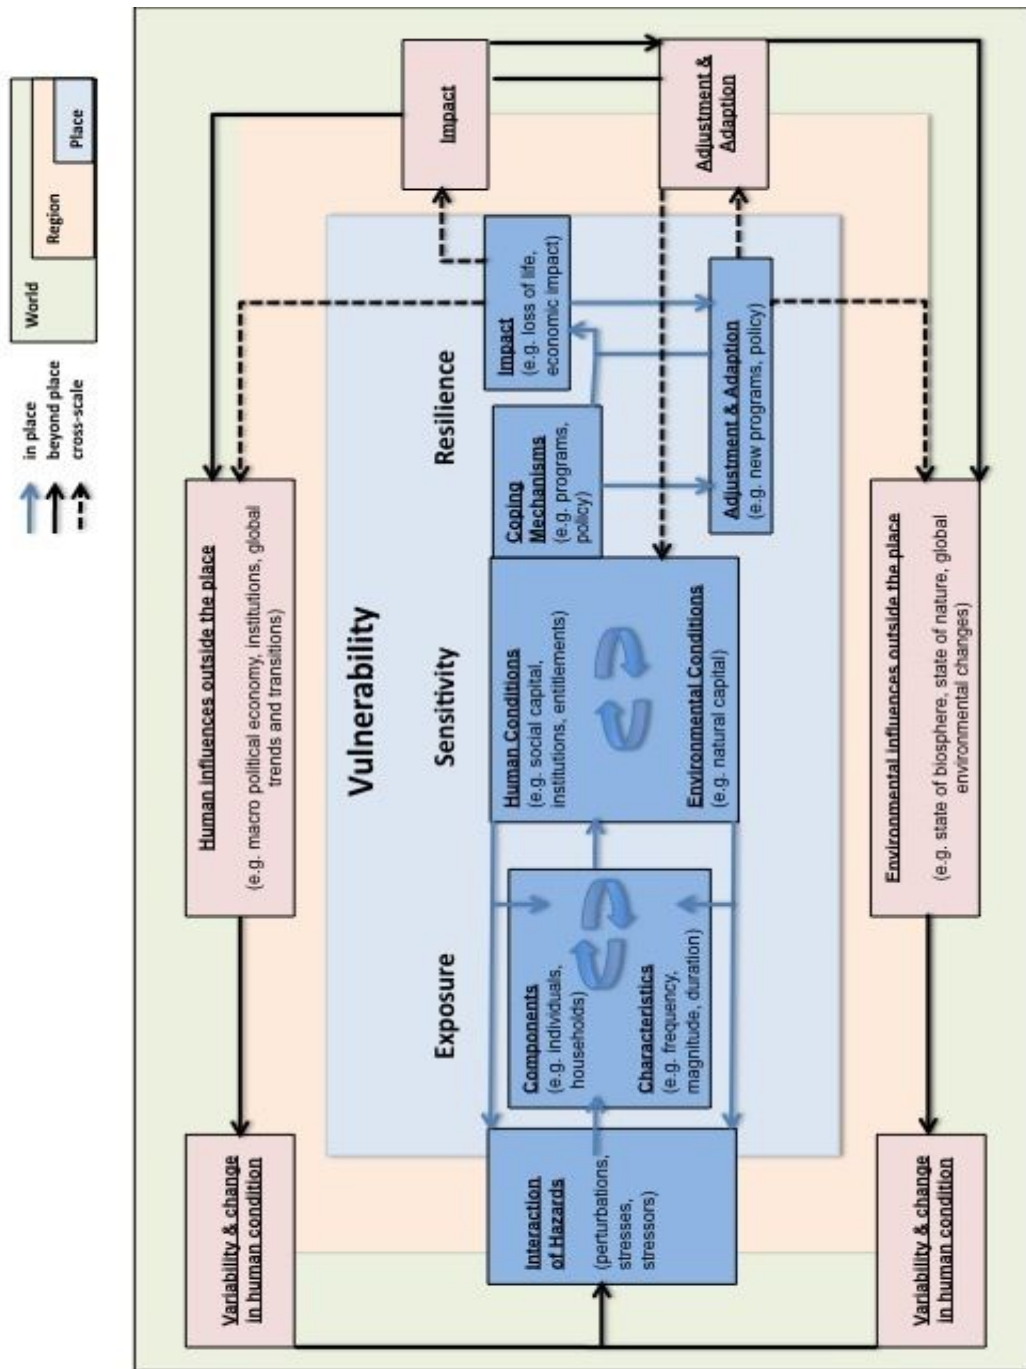 World
Region
Place
in place
beyond place
cross-scale
Human influences outside the place
(e.g. macro political economy, institutions, global
trends and transitions)
Variability & change
in human condition
Vulnerability
Exposure
Sensitivity
Resilience
Interaction
of Hazards
(perturbations,
stresses,
stressors)
Components
(e.g. individuals,
households)
Characteristics
(e.g. frequency,
magnitude, duration)
Human Conditions
(e.g. social capital,
institutions, entitlements)
Environmental Conditions
(e.g. natural capital)
Coping
Mechanisms
(e.g. programs,
policy)
Impact
(e.g. loss of life,
economic impact)
Adjustment & Adaption
(e.g. new programs, policy)
Impact
Adjustment &
Adaption
Variability & change
in human condition
Environmental influences outside the place
(e.g. state of biosphere, state of nature, global
environmental changes)